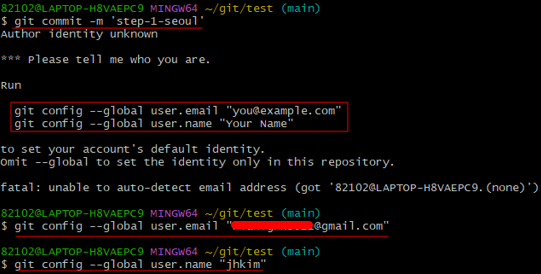 82102@LAPTOP-H8VAEPC9 MINGW64 ~/git/test (main)
$ git commit -m 'step-1-seoul'
Author identity unknown
*** Please tell me who you are.
Run
git config --global user.email "you@example.com"
git config --global user.name "Your Name"
to set your account's default identity.
Omit --global to set the identity only in this repository.
fatal: unable to auto-detect email address (got '82102@LAPTOP-H8VAEPC9.(none)')
82102@LAPTOP-H8VAEPC9 MINGW64 ~/git/test (main)
$ git config --global user.email "@gmail.com"
82102@LAPTOP-H8VAEPC9 MINGW64 ~/git/test (main)
$ git config --global user.name "jhkim"